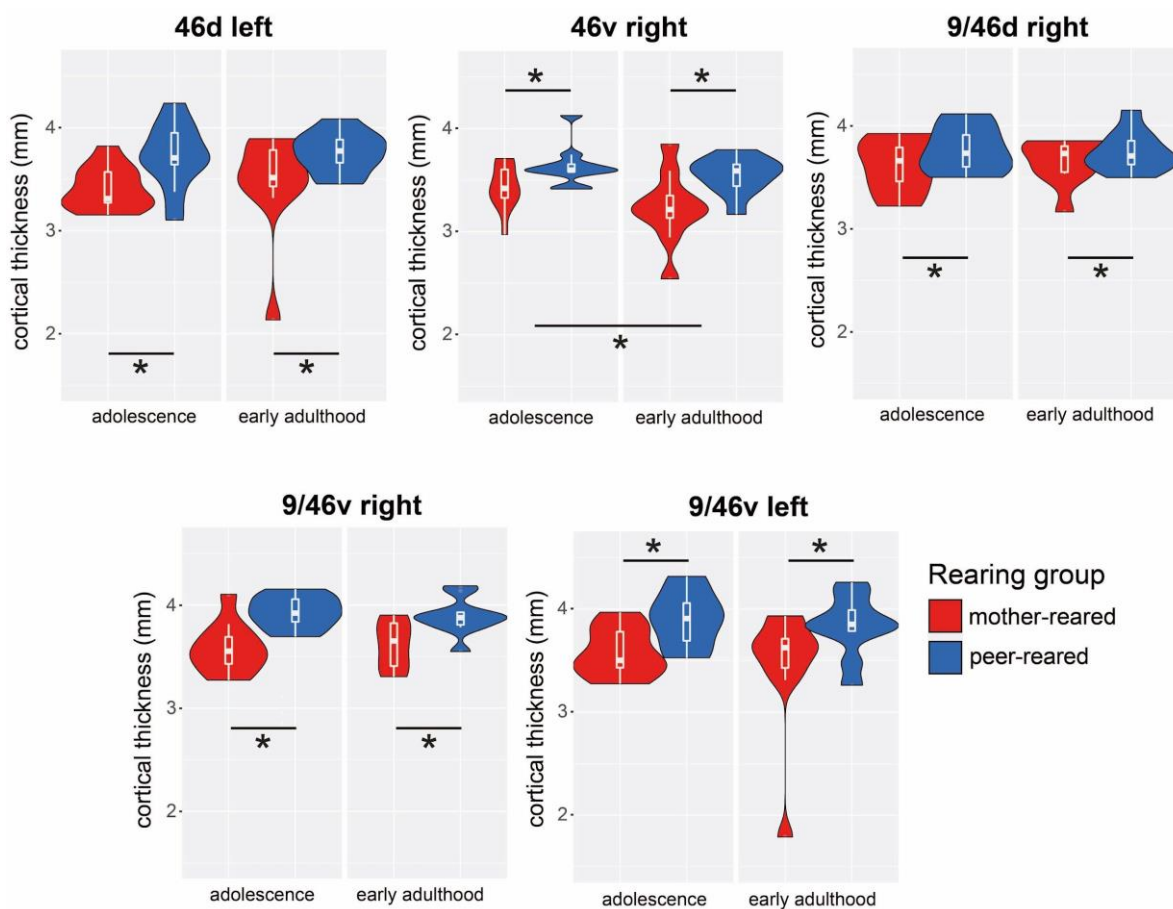 46d left
46v right
9/46d right
cortical thickness (mm)
4
3
2
*
*
adolescence
early adulthood
cortical thickness (mm)
4
3
2
*
*
*
adolescence
early adulthood
cortical thickness (mm)
4
3
2
*
*
adolescence
early adulthood
9/46v right
9/46v left
cortical thickness (mm)
4
3
2
*
*
adolescence
early adulthood
cortical thickness (mm)
4
3
2
*
*
adolescence
early adulthood
Rearing group
mother-reared
peer-reared